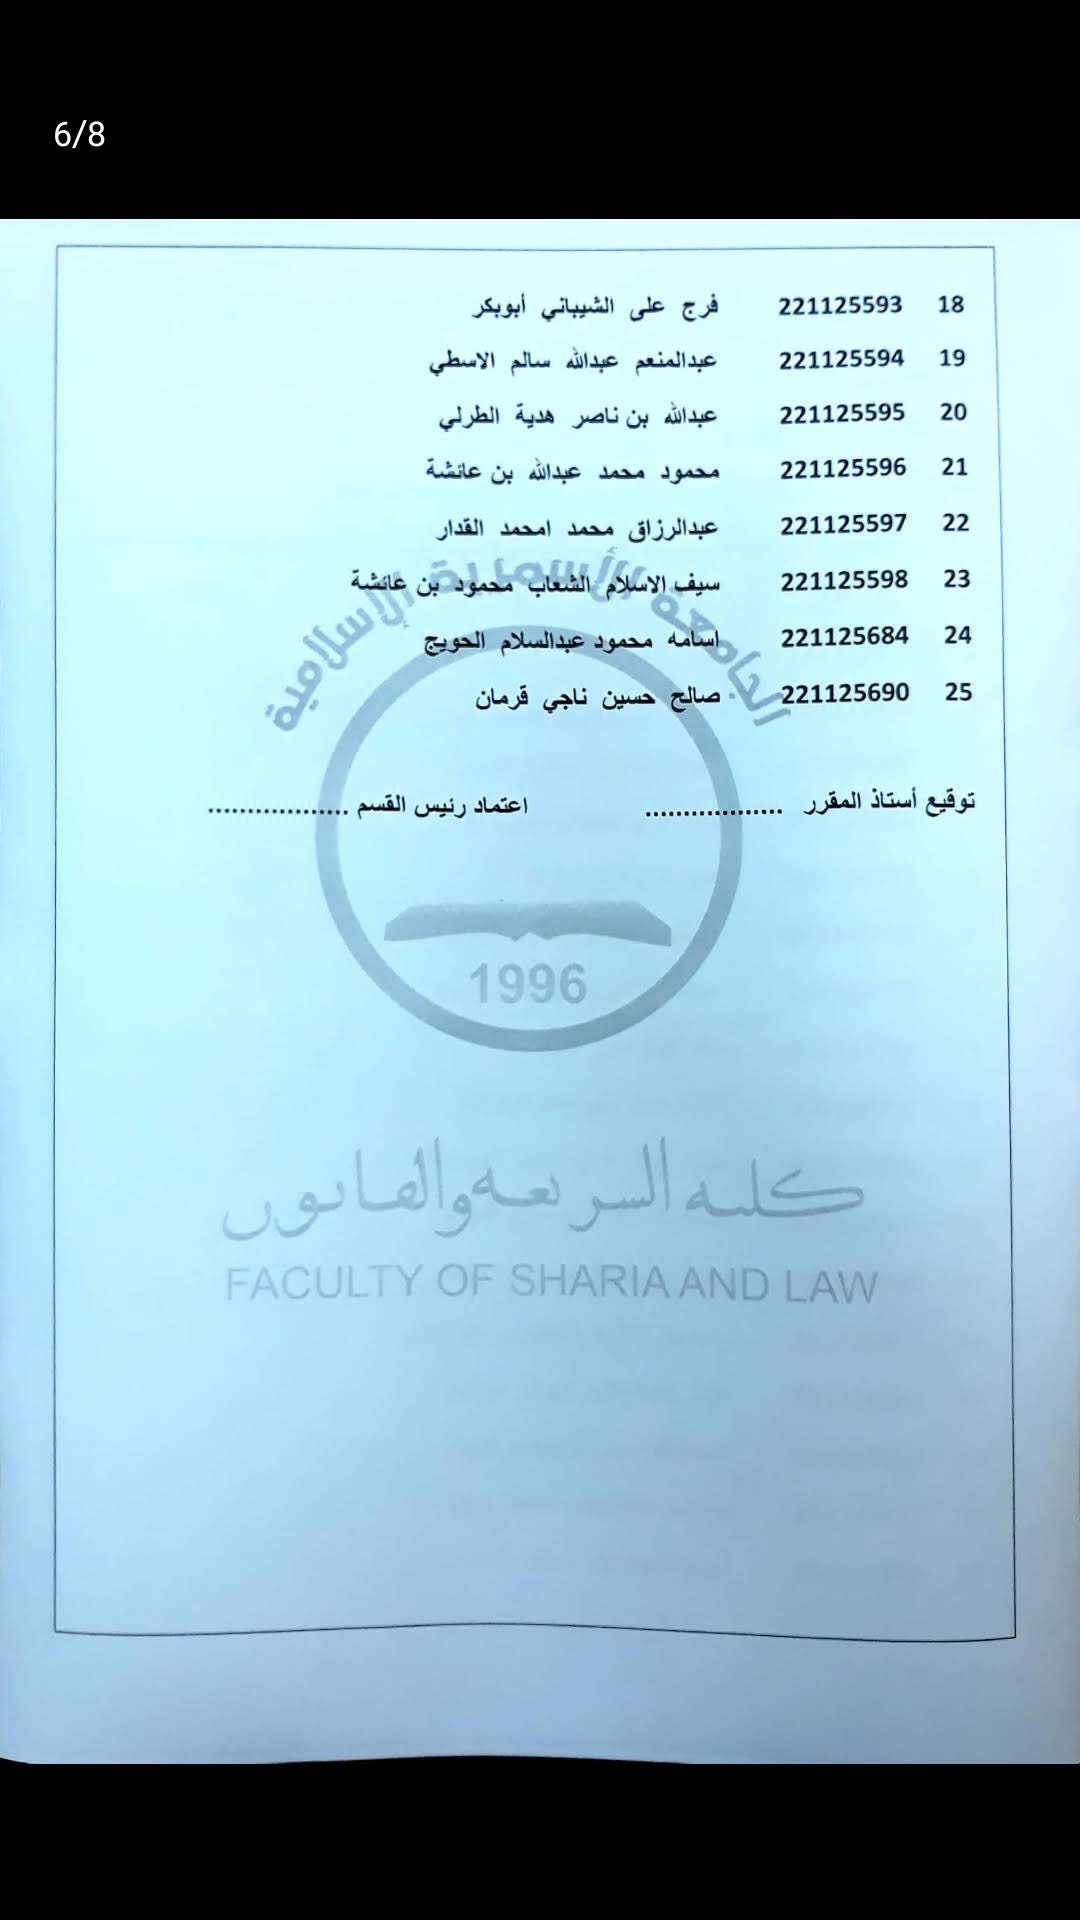 6/8
18 221125593 فرج على الشيباني أبوبكر
19 221125594 عبدالمنعم عبدالله سالم الاسطي
20 221125595 عبدالله بن ناصر هدية الطرلي
21 221125596 محمود محمد عبدالله بن عائشة
22 221125597 عبدالرزاق محمد امحمد القدار
23 221125598 سيف الاسلام الشعاب محمود بن عائشة
24 221125684 اسامه محمود عبدالسلام الحويج
25 221125690 صالح حسين ناجي قرمان
توقيع أستاذ المقرر .................. اعتماد رئيس القسم ..................
الجامعة الأسمرية الإسلامية
1996
كلية الشريعة والقانون
FACULTY OF SHARIA AND LAW